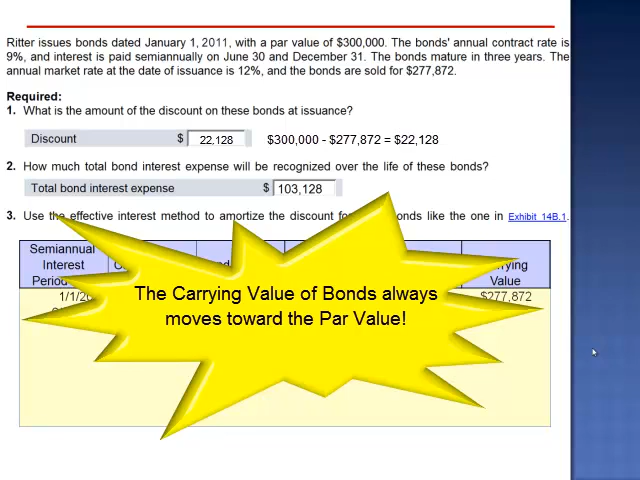 Ritter issues bonds dated January 1, 2011, with a par value of $300,000. The bonds' annual contract rate is
9%, and interest is paid semiannually on June 30 and December 31. The bonds mature in three years. The
annual market rate at the date of issuance is 12%, and the bonds are sold for $277,872.
Required:
1. What is the amount of the discount on these bonds at issuance?
Discount $ 22,128 $300,000 - $277,872 = $22,128
2. How much total bond interest expense will be recognized over the life of these bonds?
Total bond interest expense $ 103,128
3. Use the effective interest method to amortize the discount for bonds like the one in Exhibit 14B.1.
Semiannual
Interest
Period
Value
1/1/20 $277,872
The Carrying Value of Bonds always
moves toward the Par Value!